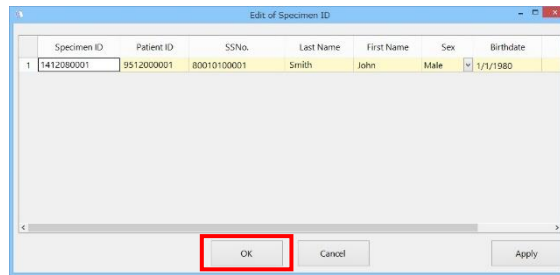 Edit of Specimen ID
Specimen ID Patient ID SSNo. Last Name First Name Sex Birthdate
1 1412080001 9512000001 80010100001 Smith John Male 1/1/1980
OK Cancel Apply